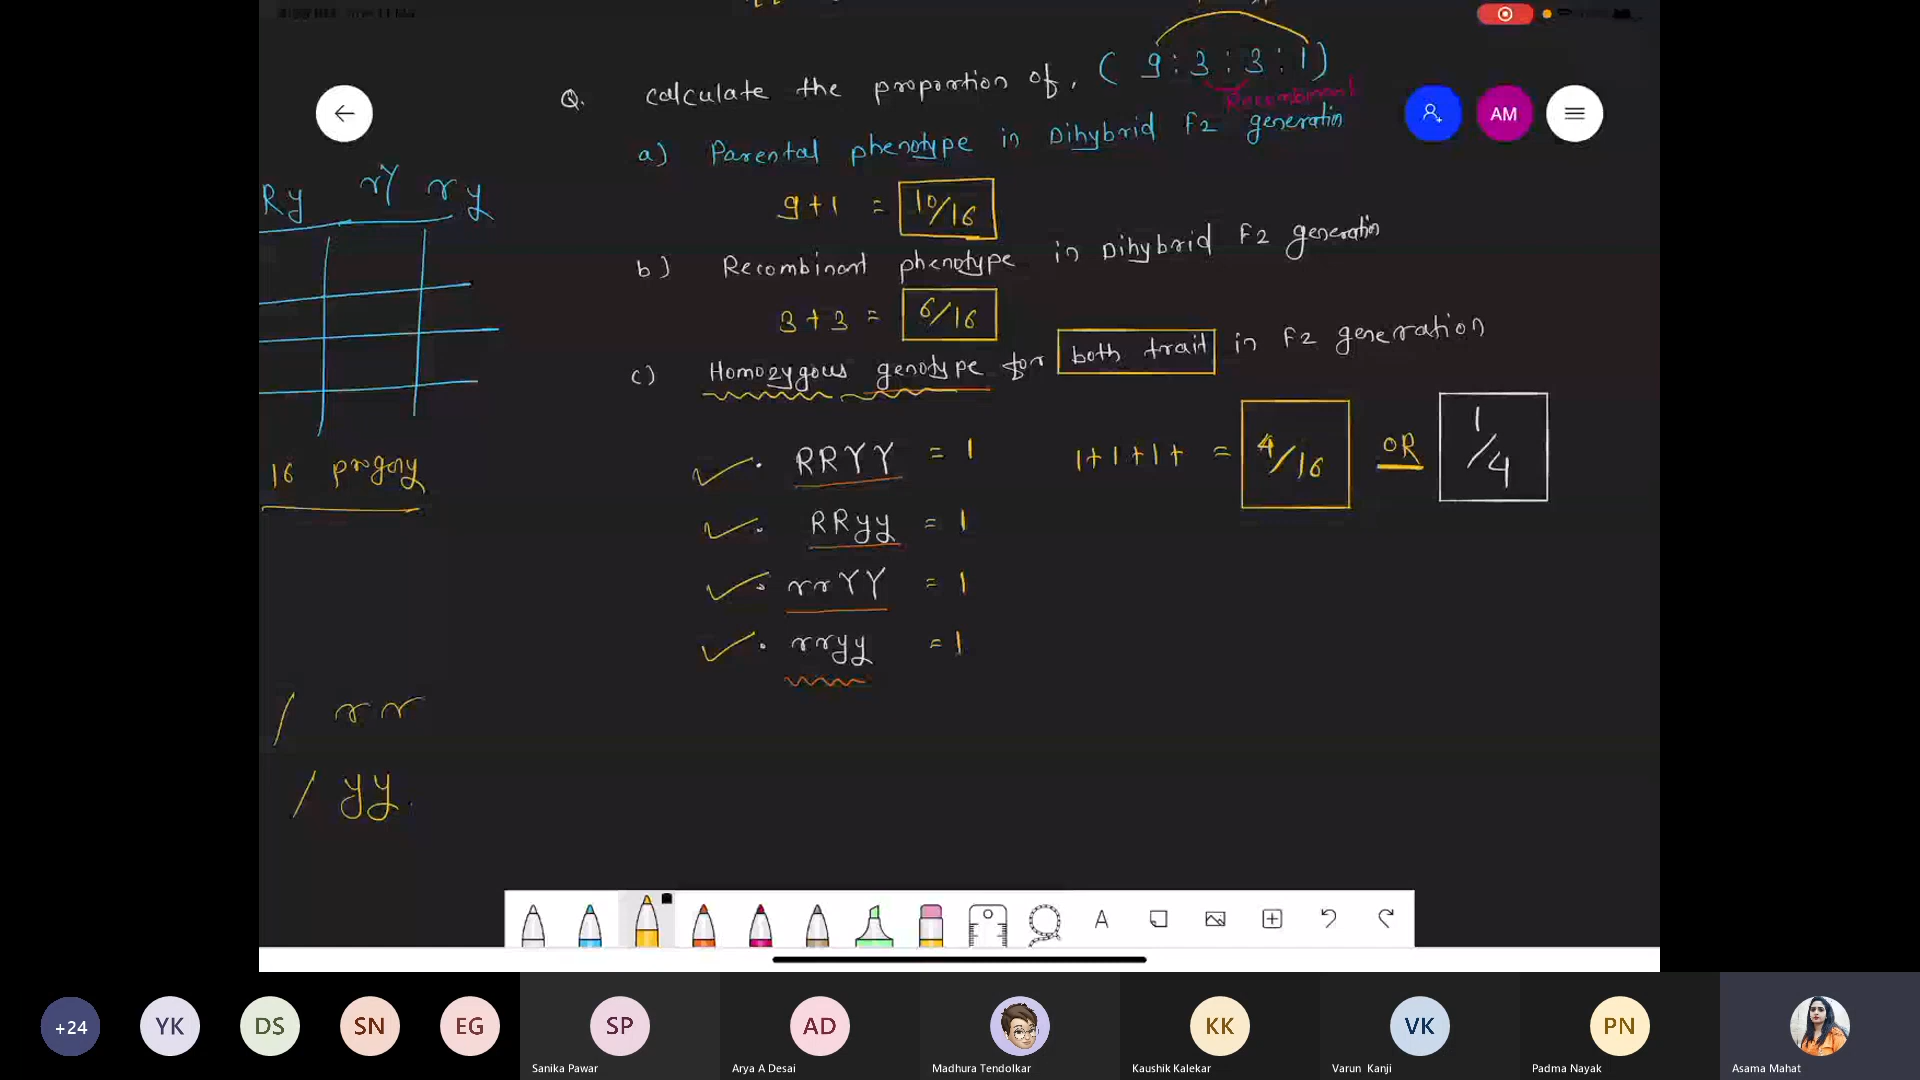 Q. calculate the proportion of, ( 9 : 3 : 3 : 1 )
Recombinant
a) Parental phenotype in Dihybrid F2 generatin
9 + 1 = 10/16
b) Recombinant phenotype in Dihybrid F2 generatin
3 + 3 = 6/16
c) Homozygous genotype for both trait in F2 generation
RRYY = 1
1 + 1 + 1 + = 4/16 OR 1/4
RRyy = 1
rrYY = 1
rryy = 1
Ry rY ry
16 progeny
/ rr
/ yy
AM
A
+24 YK DS SN EG SP AD KK VK PN
Sanika Pawar Arya A Desai Madhura Tendolkar Kaushik Kalekar Varun Kanji Padma Nayak Asama Mahat